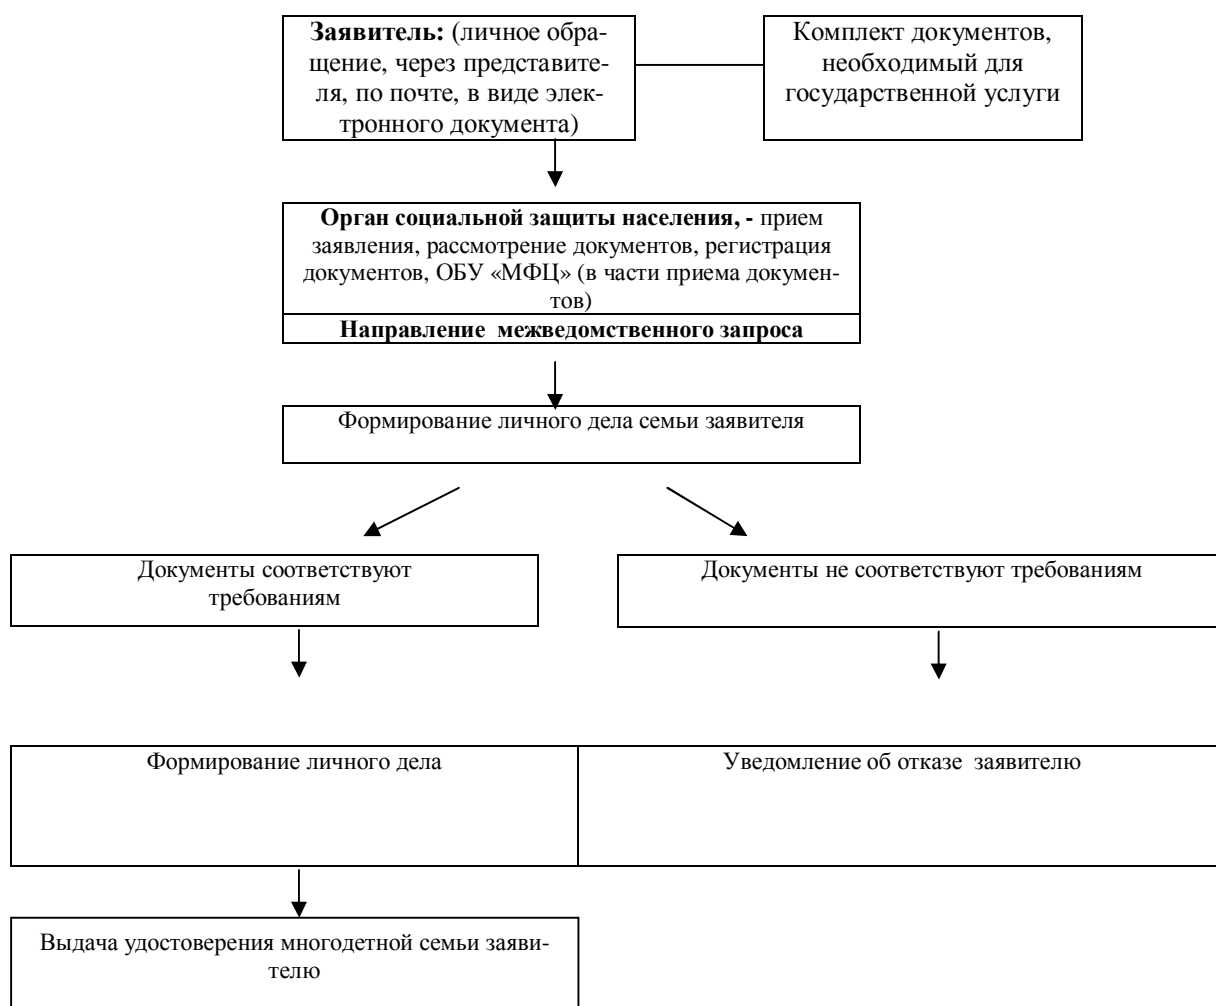 Заявитель: (личное обра-
щение, через представите-
ля, по почте, в виде элек-
тронного документа)
Комплект документов,
необходимый для
государственной услуги
Орган социальной защиты населения, - прием
заявления, рассмотрение документов, регистрация
документов, ОБУ «МФЦ» (в части приема докумен-
тов)
Направление межведомственного запроса
Формирование личного дела семьи заявителя
Документы соответствуют
требованиям
Документы не соответствуют требованиям
Формирование личного дела
Уведомление об отказе заявителю
Выдача удостоверения многодетной семьи заяви-
телю